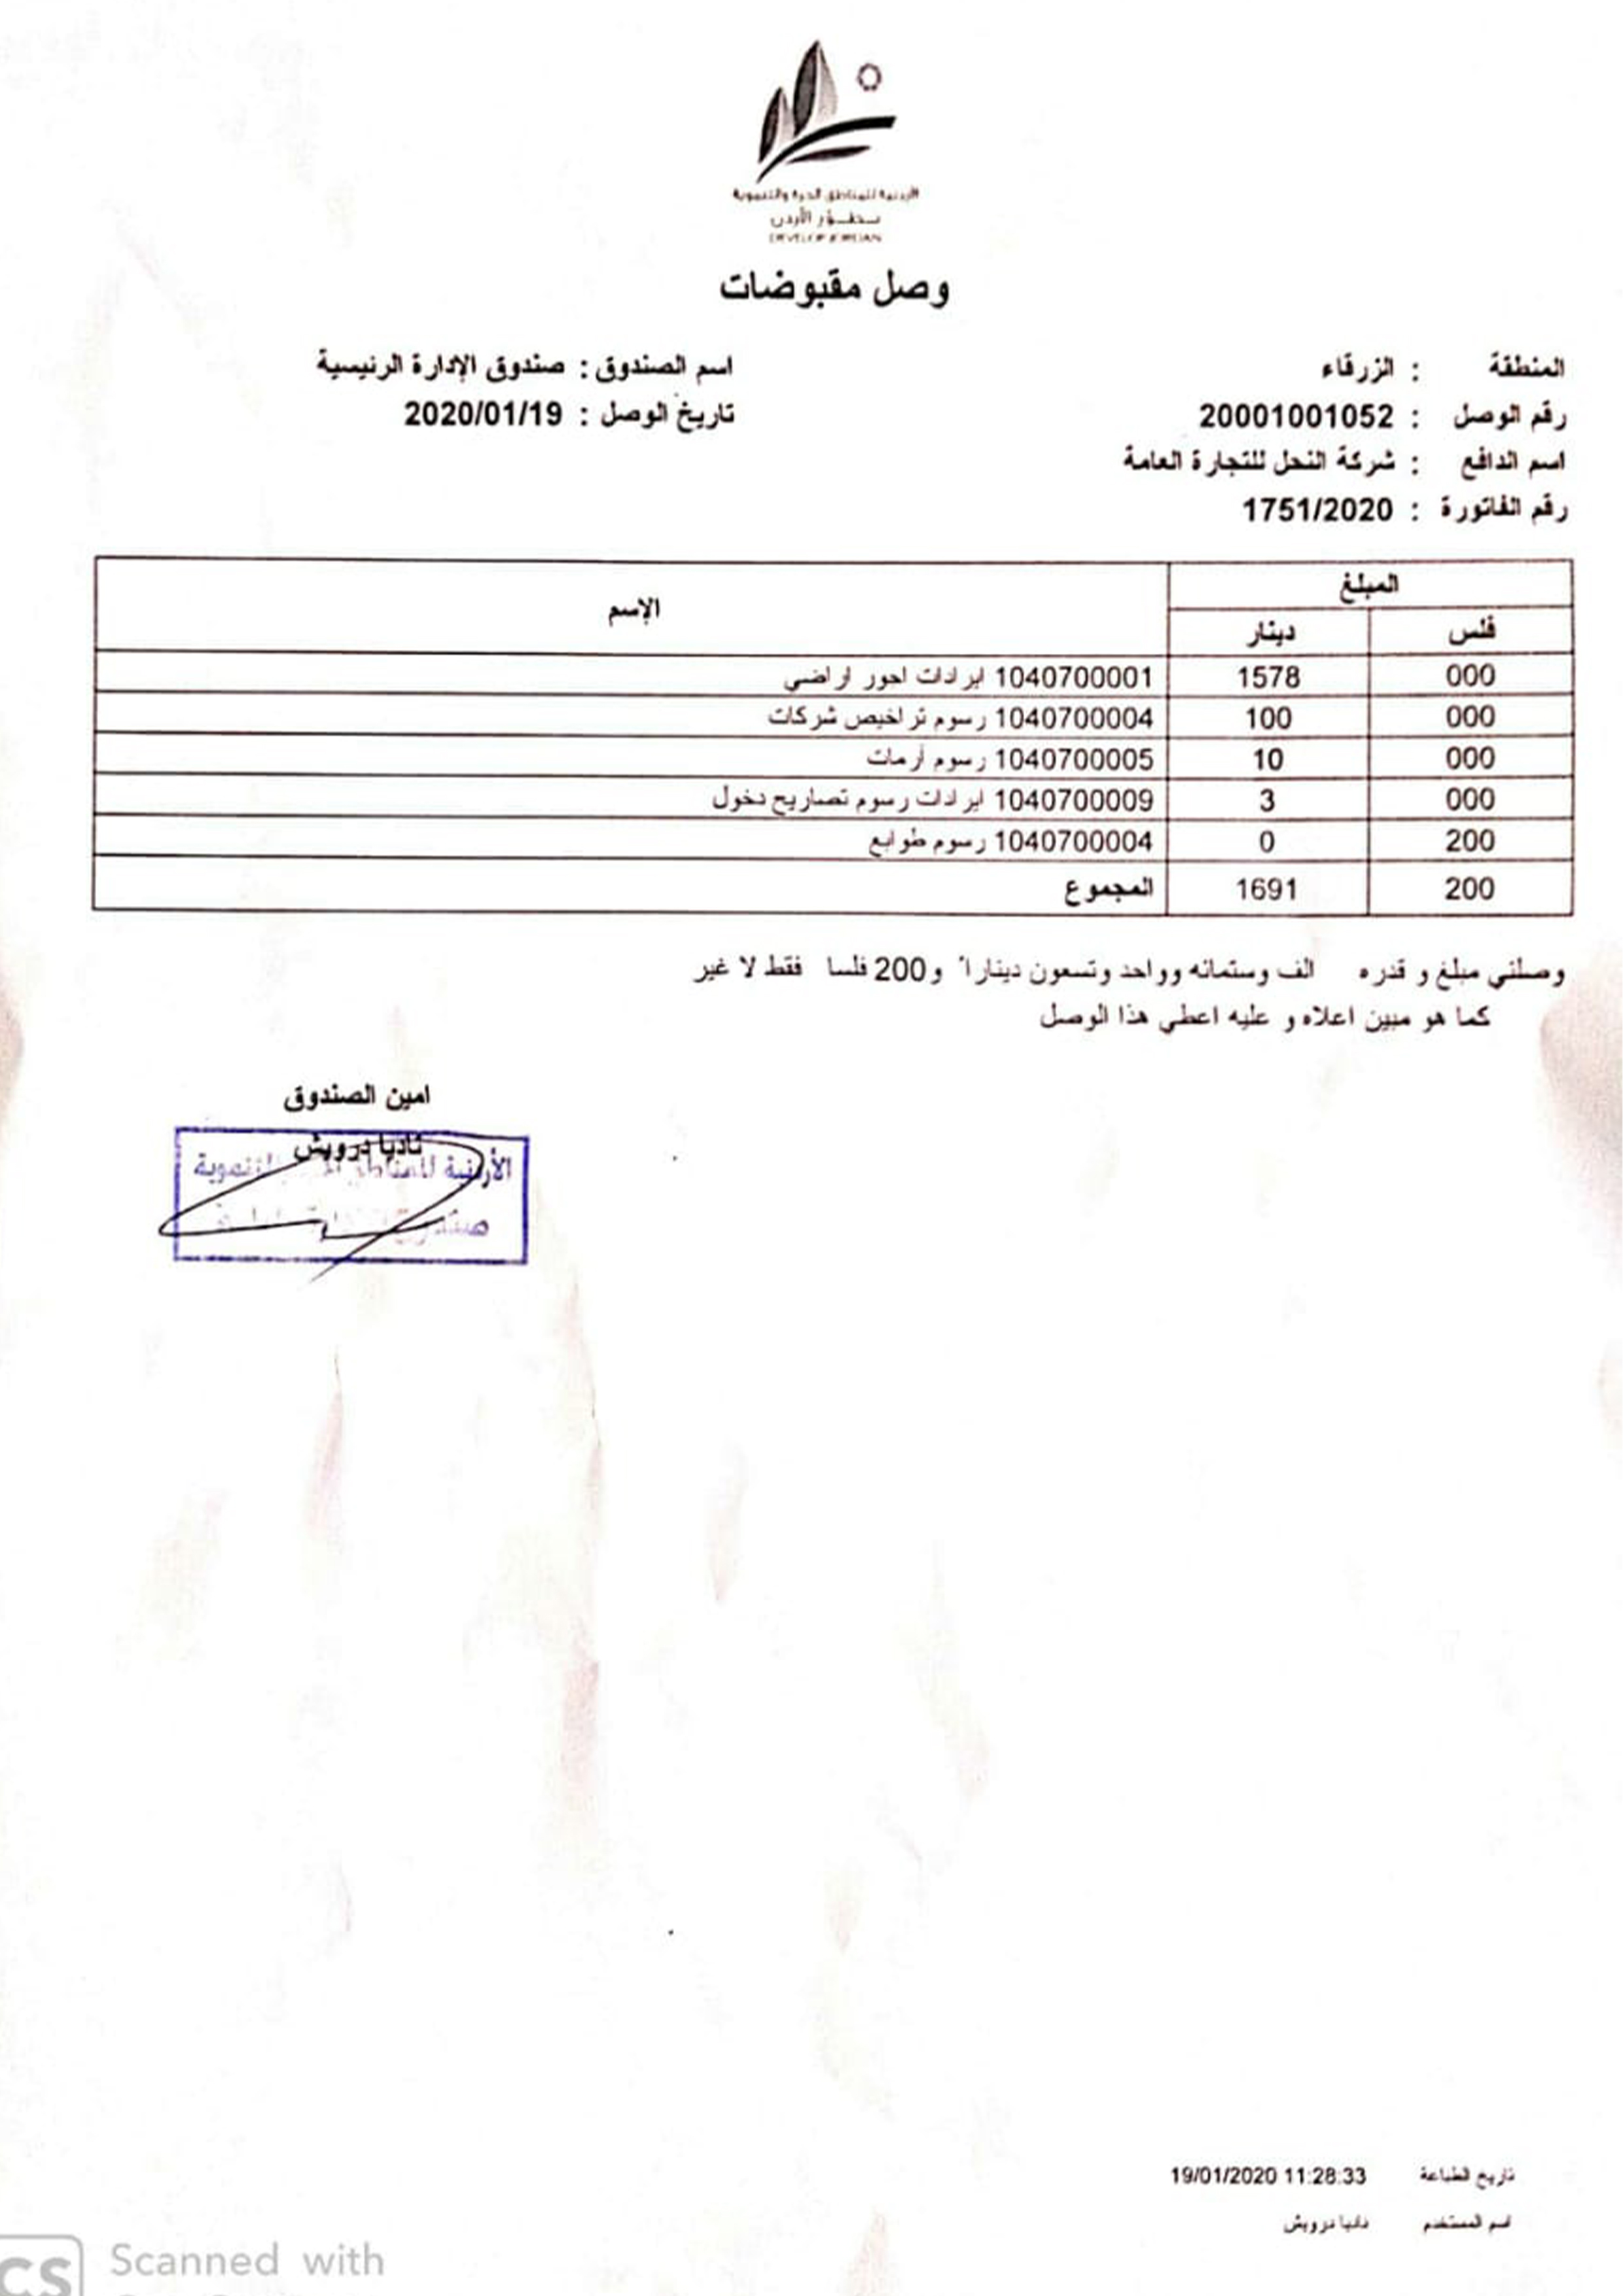 الأردنية للمناطق الحرة والتنموية
نـطـوّر الأردن
DEVELOP JORDAN
وصل مقبوضات
المنطقة : الزرقاء اسم الصندوق : صندوق الإدارة الرئيسية
رقم الوصل : 20001001052 تاريخ الوصل : 2020/01/19
اسم الدافع : شركة النحل للتجارة العامة
رقم الفاتورة : 1751/2020
المبلغ
فلس دينار الإسم
000 1578 1040700001 ايرادات اجور اراضي
000 100 1040700004 رسوم تراخيص شركات
000 10 1040700005 رسوم أرمات
000 3 1040700009 ايرادات رسوم تصاريح دخول
200 0 1040700004 رسوم طوابع
200 1691 المجموع
وصلني مبلغ و قدره الف وستمائه وواحد وتسعون ديناراً و200 فلسا فقط لا غير
كما هو مبين اعلاه و عليه اعطي هذا الوصل
امين الصندوق
ناديا درويش
الأردنية للمناطق والتنموية
صندوق
تاريخ الطباعة 19/01/2020 11:28:33
اسم المستخدم ناديا درويش
CS Scanned with